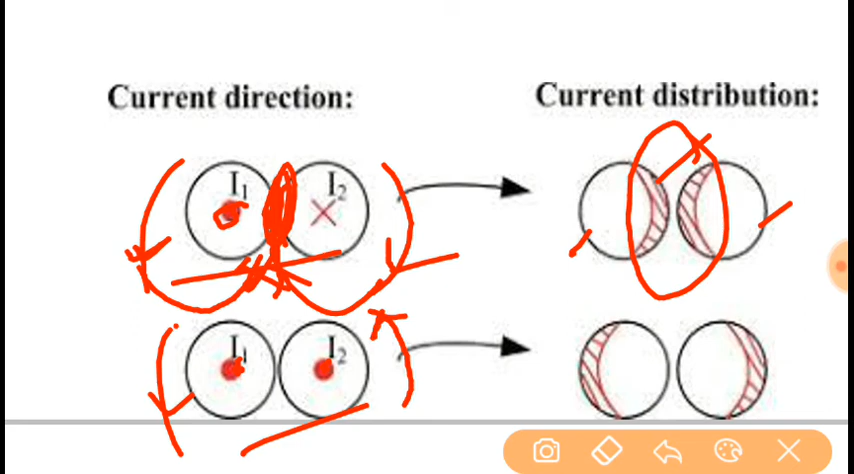 Current direction:
Current distribution:
I₁
I₂
I₁
I₂